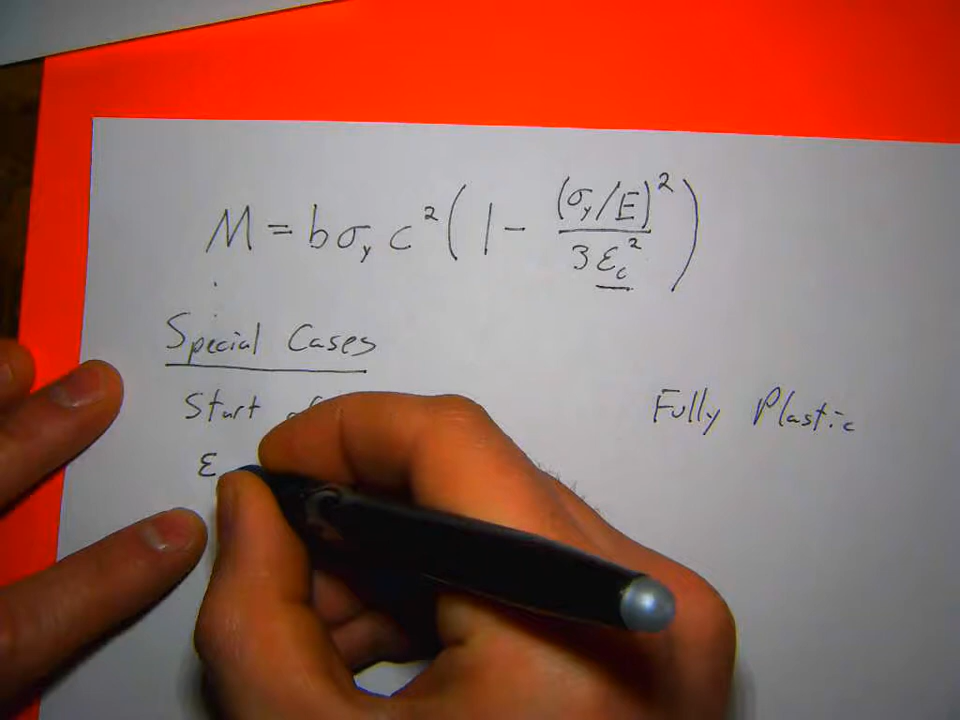 M = bσ_y c² (1 - (σ_y/E)² / 3ε_c²)
Special Cases
Start Fully Plastic
ε